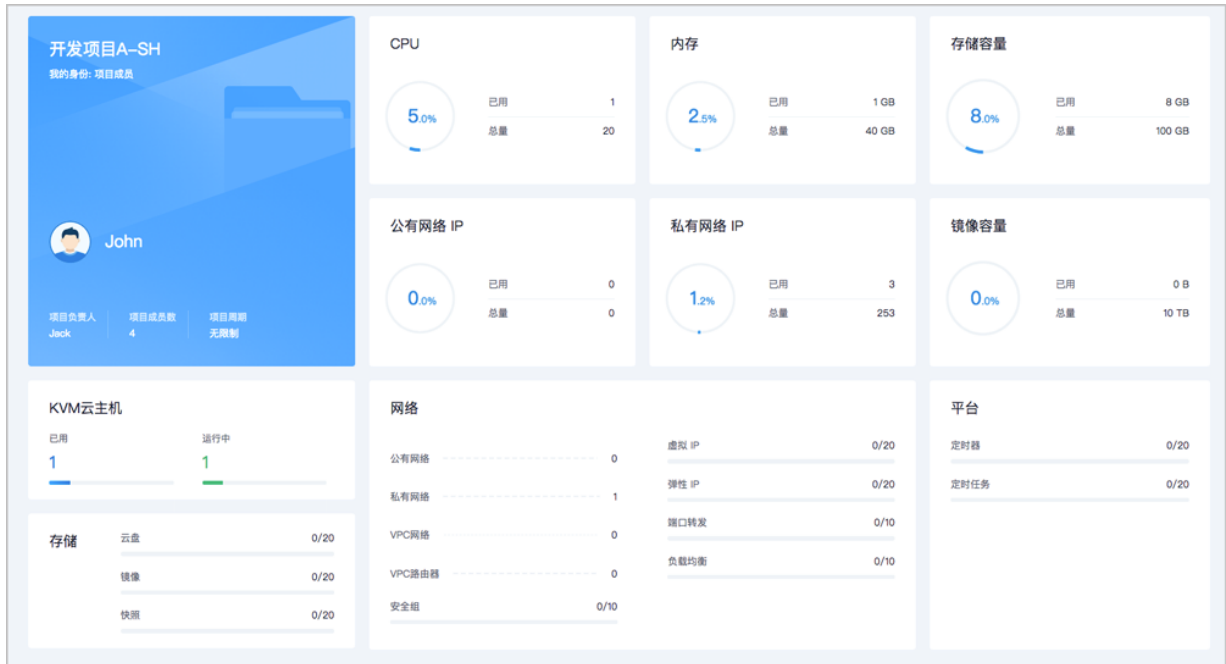 开发项目A–SH
我的身份: 项目成员
John
项目负责人 项目成员数 项目周期
Jack 4 无限制
CPU
5.0%
已用 1
总量 20
内存
2.5%
已用 1 GB
总量 40 GB
存储容量
8.0%
已用 8 GB
总量 100 GB
公有网络 IP
0.0%
已用 0
总量 0
私有网络 IP
1.2%
已用 3
总量 253
镜像容量
0.0%
已用 0 B
总量 10 TB
KVM云主机
已用 运行中
1 1
存储
云盘 0/20
镜像 0/20
快照 0/20
网络
公有网络 0
私有网络 1
VPC网络 0
VPC路由器 0
安全组 0/10
虚拟 IP 0/20
弹性 IP 0/20
端口转发 0/10
负载均衡 0/10
平台
定时器 0/20
定时任务 0/20